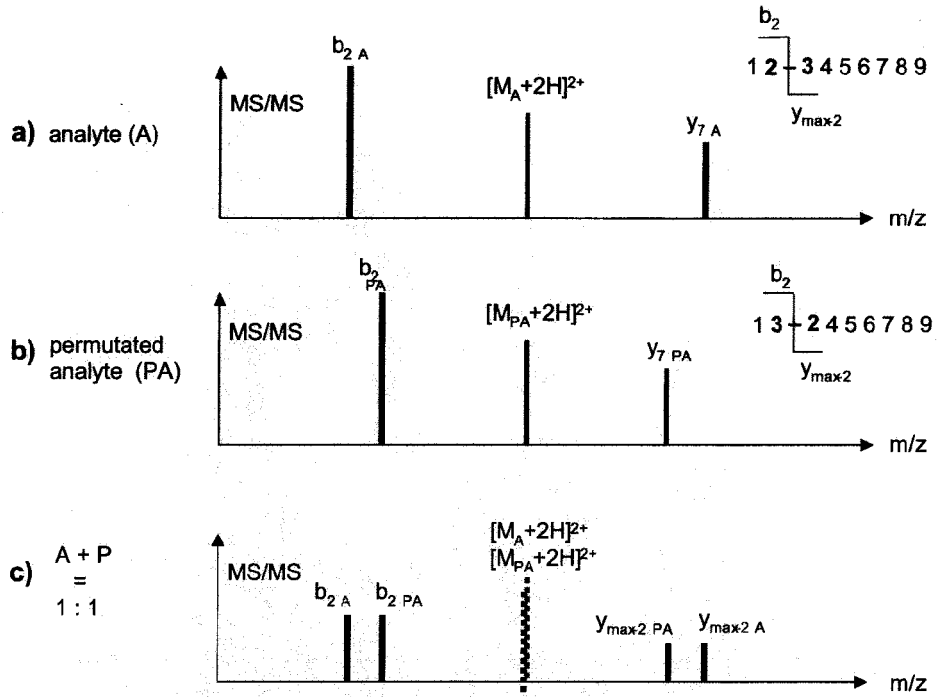 a) analyte (A)
MS/MS
b2 A
[MA+2H]2+
y7 A
m/z
b2
1 2 3 4 5 6 7 8 9
ymax-2
b) permutated
analyte (PA)
MS/MS
b2
PA
[MPA+2H]2+
y7 PA
m/z
b2
1 3 2 4 5 6 7 8 9
ymax-2
c) A + P
=
1 : 1
MS/MS
b2 A
b2 PA
[MA+2H]2+
[MPA+2H]2+
ymax-2 PA
ymax-2 A
m/z